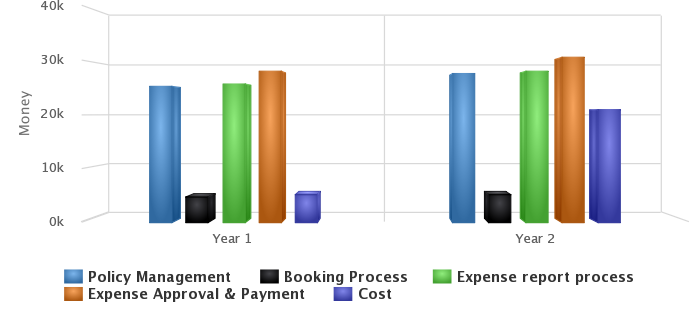 40k
30k
20k
10k
0k
Money
Year 1
Year 2
Policy Management
Booking Process
Expense report process
Expense Approval & Payment
Cost